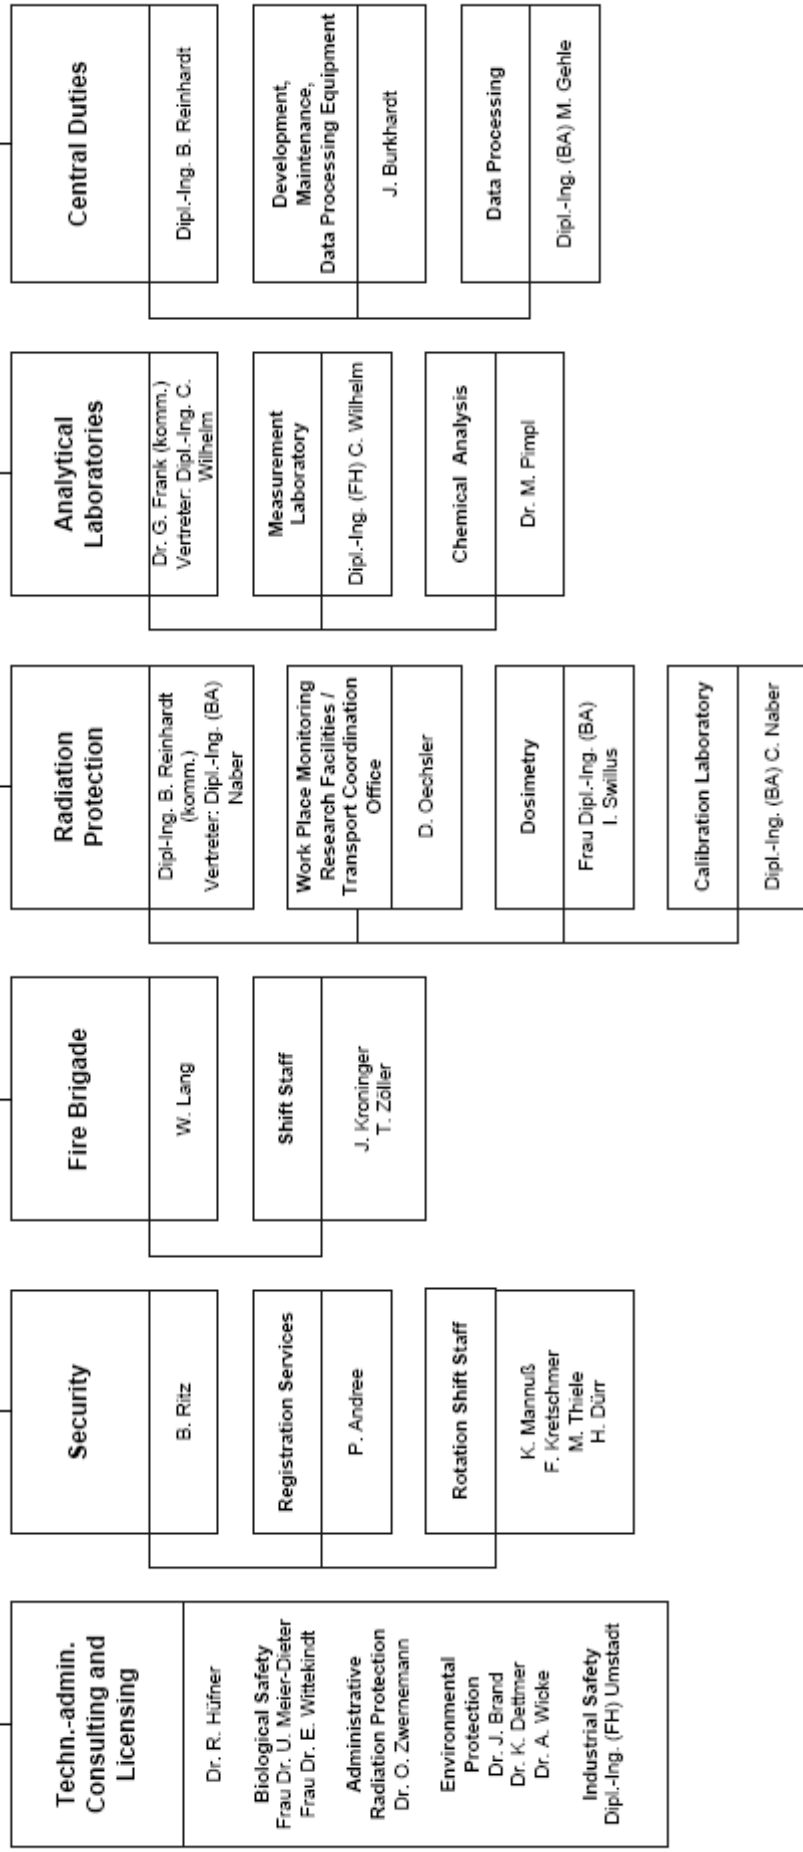 Techn.-admin.
Consulting and
Licensing
Dr. R. Hüfner
Biological Safety
Frau Dr. U. Meier-Dieter
Frau Dr. E. Wittekindt
Administrative
Radiation Protection
Dr. O. Zwernemann
Environmental
Protection
Dr. J. Brand
Dr. K. Dettmer
Dr. A. Wicke
Industrial Safety
Dipl.-Ing. (FH) Umstadt
Security
B. Ritz
Registration Services
P. Andree
Rotation Shift Staff
K. Mannuß
F. Kretschmer
M. Thiele
H. Dürr
Fire Brigade
W. Lang
Shift Staff
J. Kroninger
T. Zöller
Radiation
Protection
Dipl-Ing. B. Reinhardt
(komm.)
Vertreter: Dipl.-Ing. (BA)
Naber
Work Place Monitoring
Research Facilities /
Transport Coordination
Office
D. Oechsler
Dosimetry
Frau Dipl.-Ing. (BA)
I. Swillus
Calibration Laboratory
Dipl.-Ing. (BA) C. Naber
Analytical
Laboratories
Dr. G. Frank (komm.)
Vertreter: Dipl.-Ing. C.
Wilhelm
Measurement
Laboratory
Dipl.-Ing. (FH) C. Wilhelm
Chemical Analysis
Dr. M. Pimpl
Central Duties
Dipl.-Ing. B. Reinhardt
Development,
Maintenance,
Data Processing Equipment
J. Burkhardt
Data Processing
Dipl.-Ing. (BA) M. Gehle